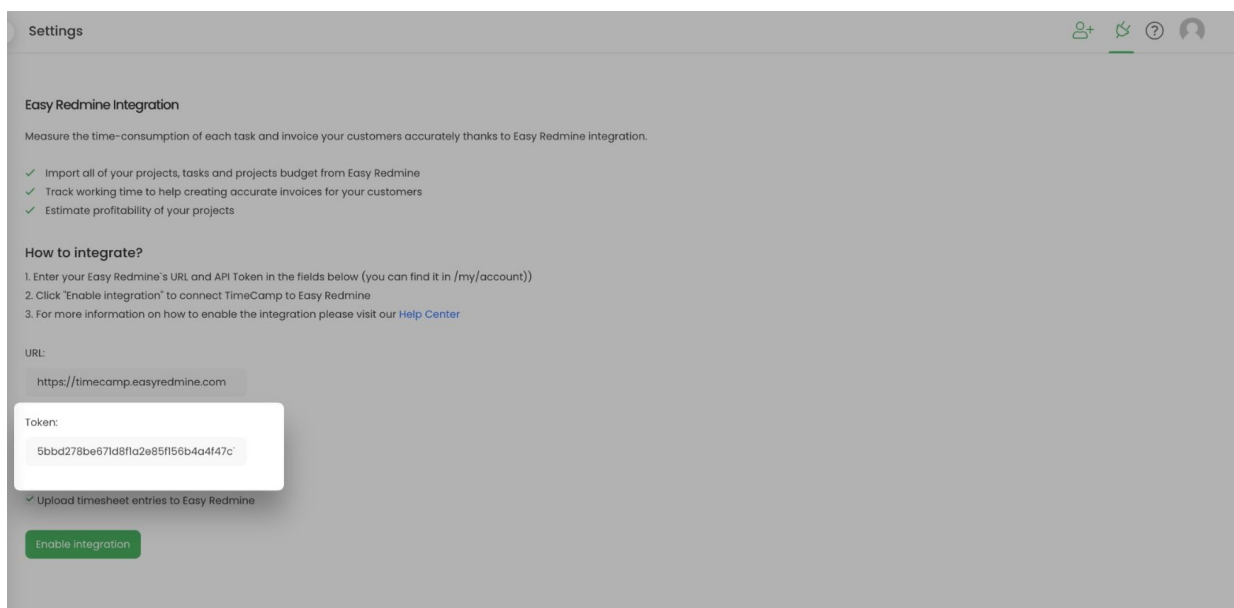 Settings
Easy Redmine Integration
Measure the time-consumption of each task and invoice your customers accurately thanks to Easy Redmine integration.
Import all of your projects, tasks and projects budget from Easy Redmine
Track working time to help creating accurate invoices for your customers
Estimate profitability of your projects
How to integrate?
1. Enter your Easy Redmine`s URL and API Token in the fields below (you can find it in /my/account))
2. Click "Enable integration" to connect TimeCamp to Easy Redmine
3. For more information on how to enable the integration please visit our Help Center
URL:
https://timecamp.easyredmine.com
Token:
5bbd278be671d8f1a2e85f156b4a4f47c
Upload timesheet entries to Easy Redmine
Enable integration